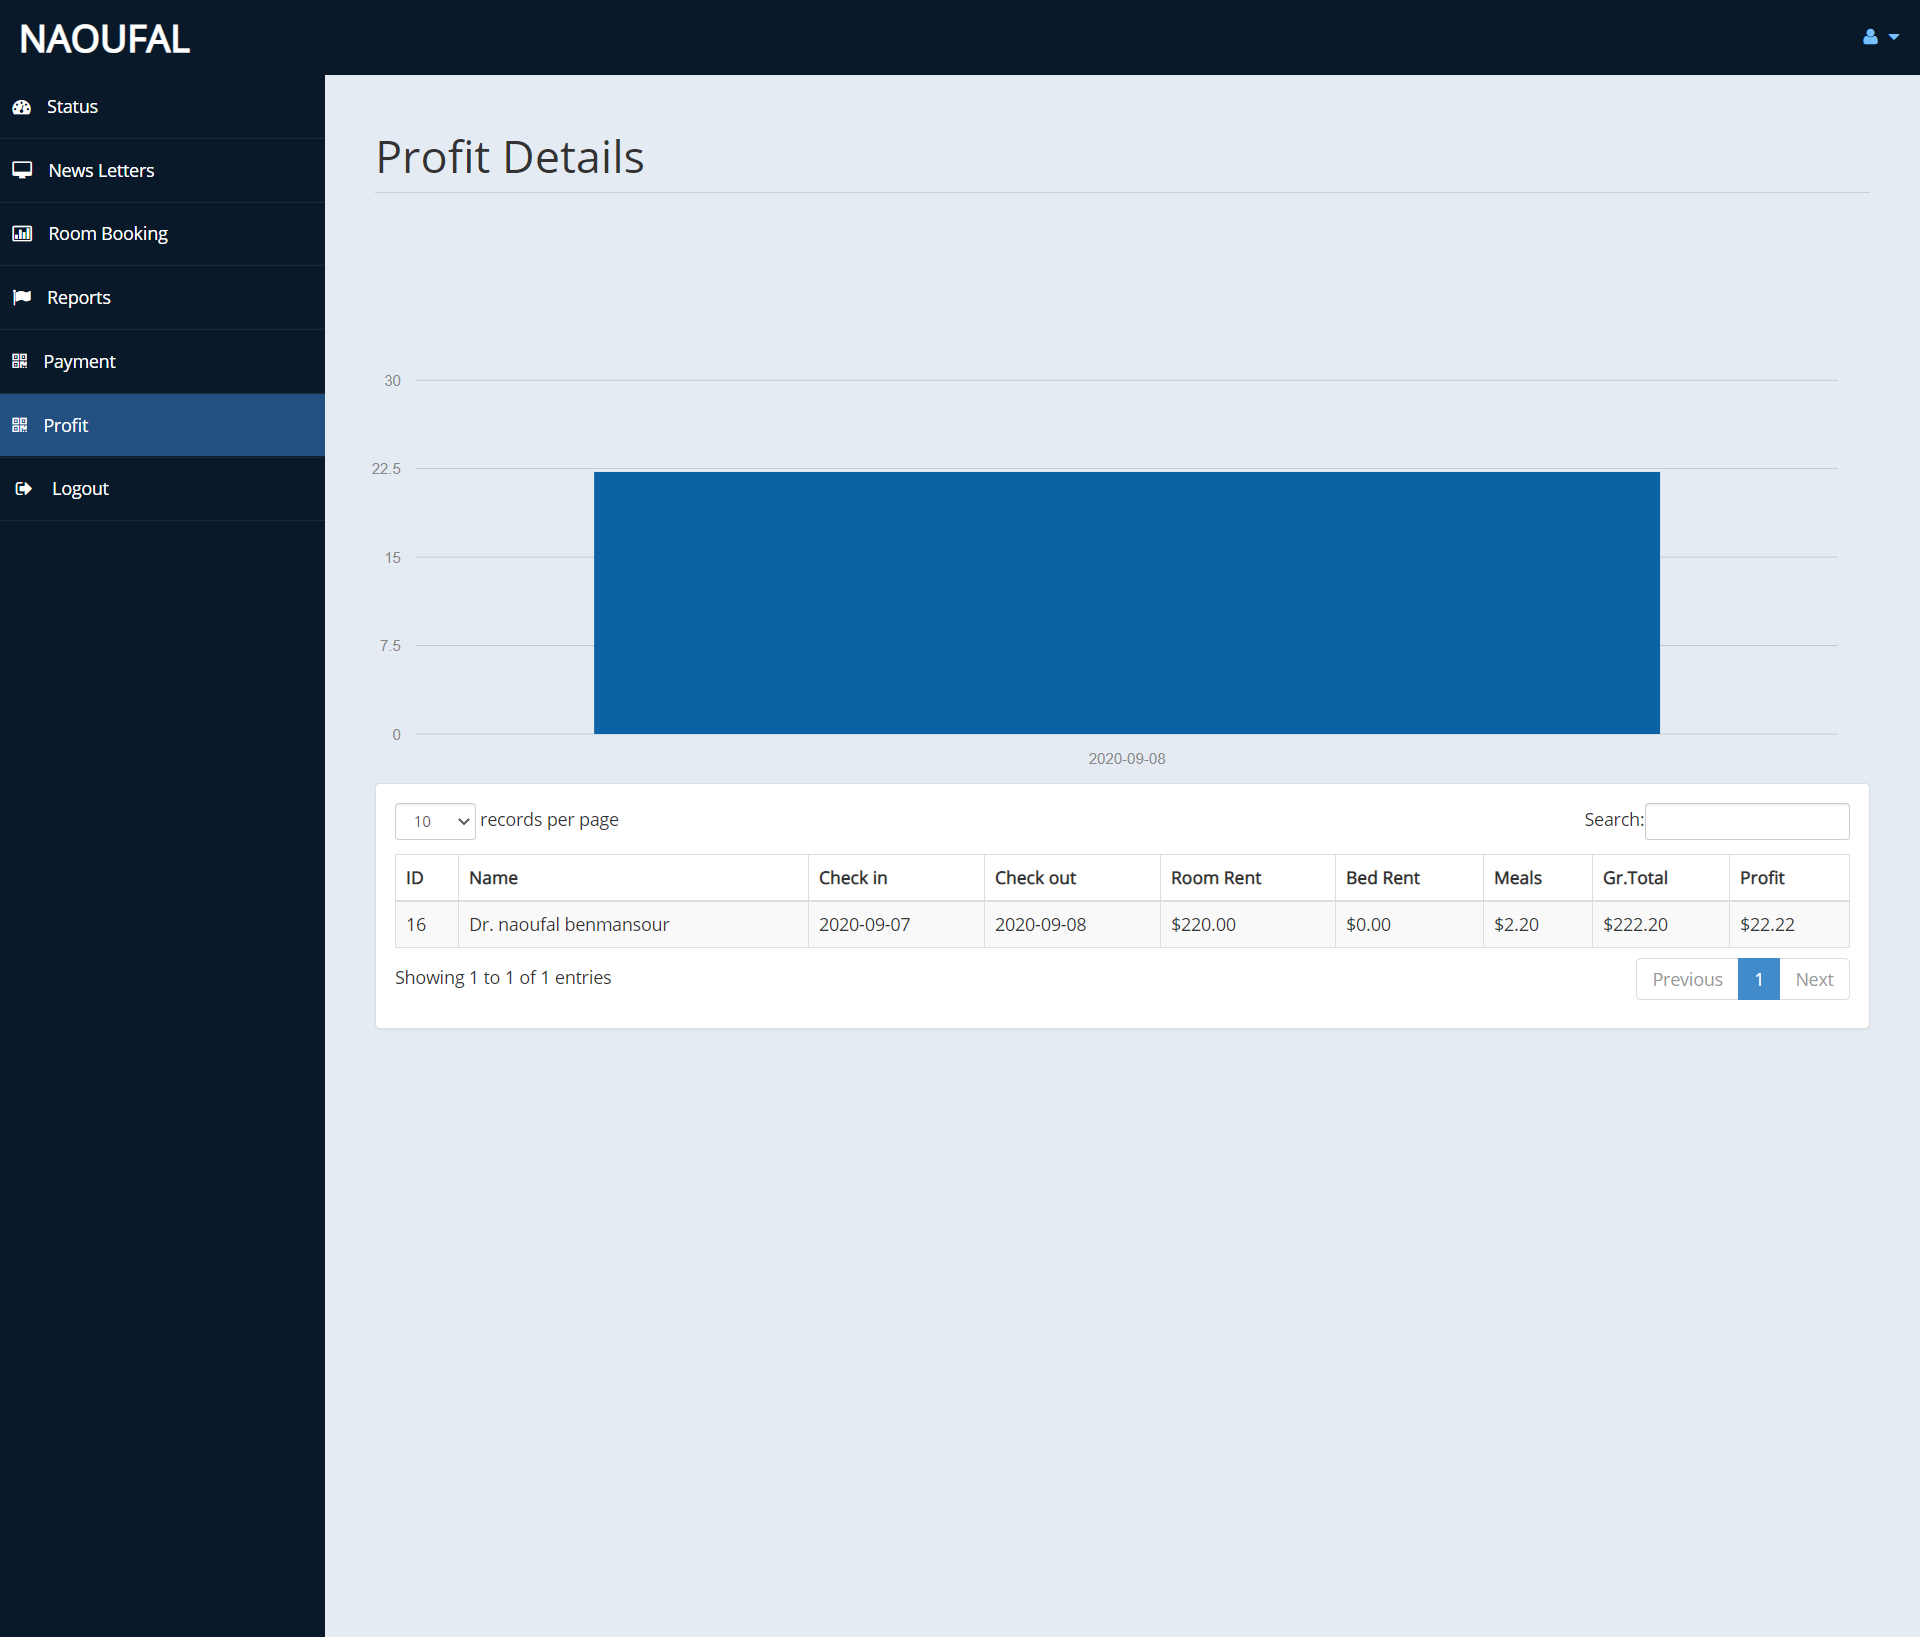 NAOUFAL
Status
News Letters
Room Booking
Reports
Payment
Profit
Logout
Profit Details
30
22.5
15
7.5
0
2020-09-08
10 records per page Search:
ID Name Check in Check out Room Rent Bed Rent Meals Gr.Total Profit
16 Dr. naoufal benmansour 2020-09-07 2020-09-08 $220.00 $0.00 $2.20 $222.20 $22.22
Showing 1 to 1 of 1 entries Previous 1 Next